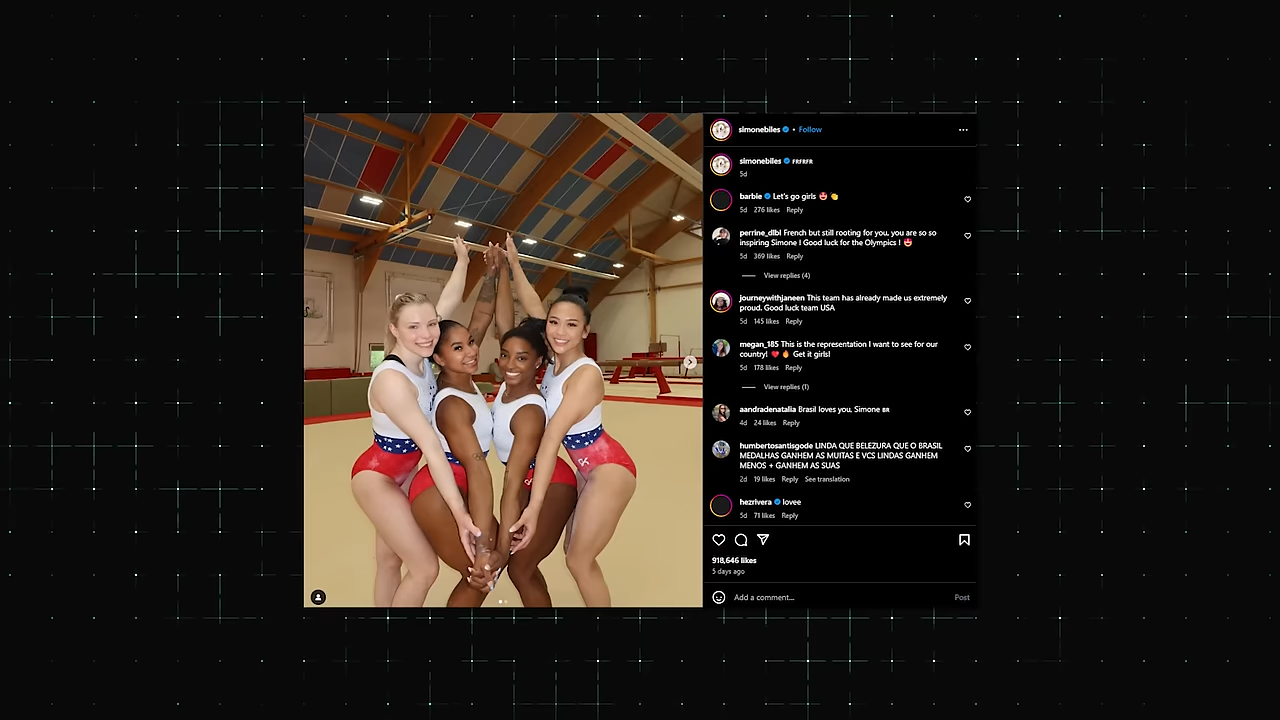 simonebiles • Follow
simonebiles FRFRFR
5d
barbie Let's go girls 🤩 👏
5d 276 likes Reply
perrine_dlbl French but still rooting for you, you are so so
inspiring Simone ! Good luck for the Olympics ! 🤩
5d 369 likes Reply
View replies (4)
journeywithjaneen This team has already made us extremely
proud. Good luck team USA
5d 145 likes Reply
megan_185 This is the representation I want to see for our
country! ❤️ 🔥 Get it girls!
5d 178 likes Reply
View replies (1)
aandradenatalia Brasil loves you, Simone BR
4d 24 likes Reply
humbertosantisgode LINDA QUE BELEZURA QUE O BRASIL
MEDALHAS GANHEM AS MUITAS E VCS LINDAS GANHEM
MENOS + GANHEM AS SUAS
2d 19 likes Reply See translation
hezrivera lovee
5d 71 likes Reply
918,646 likes
5 days ago
Add a comment...
Post
GK